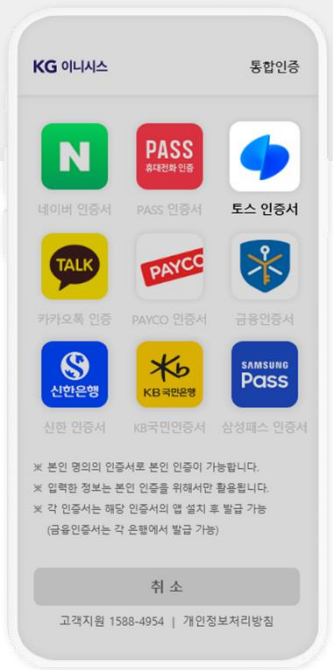 KG 이니시스
통합인증
N
PASS
휴대전화 인증
네이버 인증서
PASS 인증서
토스 인증서
TALK
PAYCO
카카오톡 인증
PAYCO 인증서
금융인증서
S
신한은행
Kb
KB국민은행
SAMSUNG
Pass
신한 인증서
KB국민인증서
삼성패스 인증서
※ 본인 명의의 인증서로 본인 인증이 가능합니다.
※ 입력한 정보는 본인 인증을 위해서만 활용됩니다.
※ 각 인증서는 해당 인증서의 앱 설치 후 발급 가능
(금융인증서는 각 은행에서 발급 가능)
취 소
고객지원 1588-4954 | 개인정보처리방침